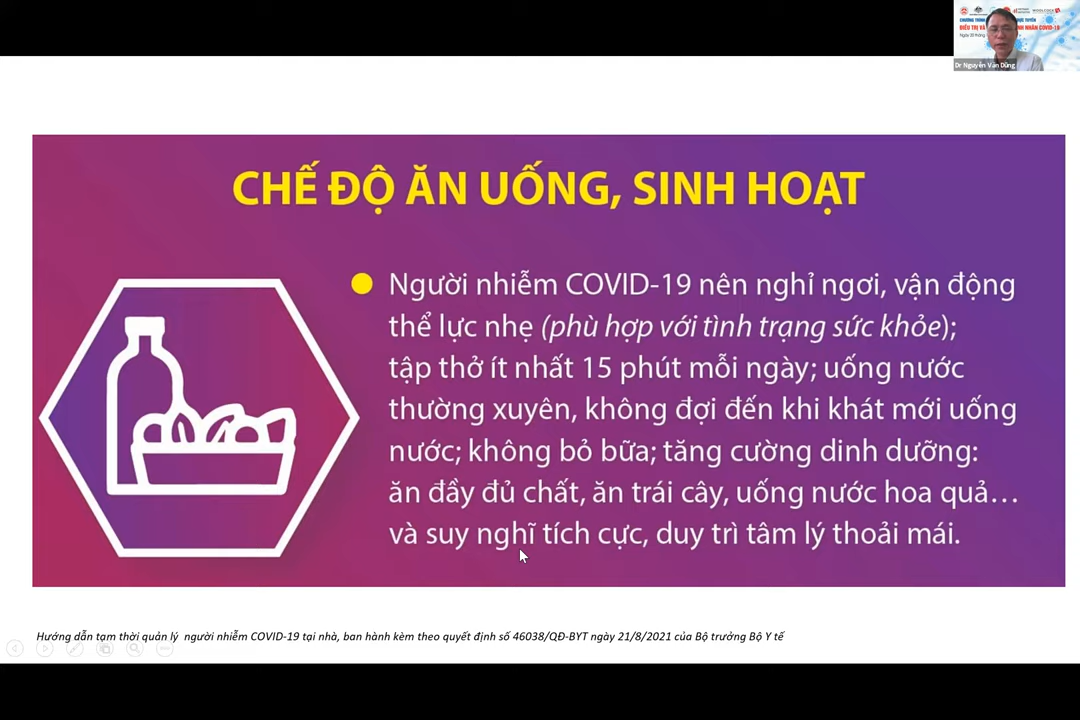 CHƯƠNG TRÌNH
ĐIỀU TRỊ VÀ
Dr Nguyễn Văn Dũng
CHẾ ĐỘ ĂN UỐNG, SINH HOẠT
Người nhiễm COVID-19 nên nghỉ ngơi, vận động
thể lực nhẹ (phù hợp với tình trạng sức khỏe);
tập thở ít nhất 15 phút mỗi ngày; uống nước
thường xuyên, không đợi đến khi khát mới uống
nước; không bỏ bữa; tăng cường dinh dưỡng:
ăn đầy đủ chất, ăn trái cây, uống nước hoa quả…
và suy nghĩ tích cực, duy trì tâm lý thoải mái.
Hướng dẫn tạm thời quản lý người nhiễm COVID-19 tại nhà, ban hành kèm theo quyết định số 46038/QĐ-BYT ngày 21/8/2021 của Bộ trưởng Bộ Y tế